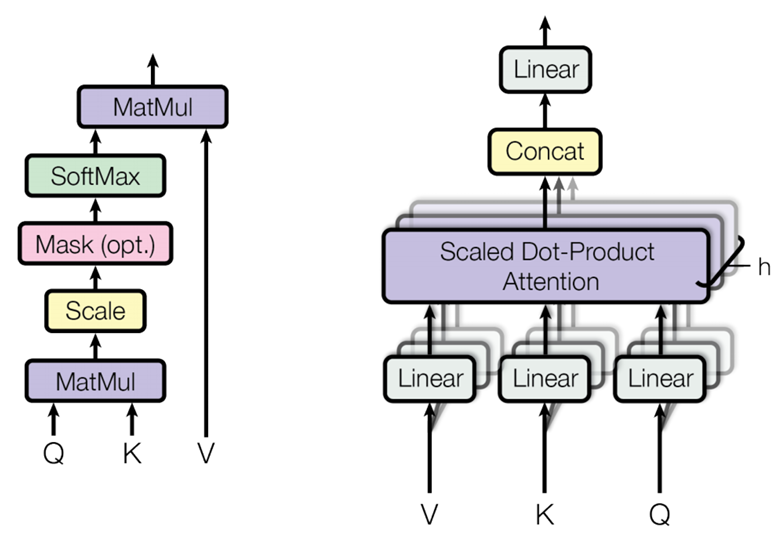 MatMul
SoftMax
Mask (opt.)
Scale
MatMul
Q K V
Linear
Concat
Scaled Dot-Product
Attention
h
Linear Linear Linear
V K Q